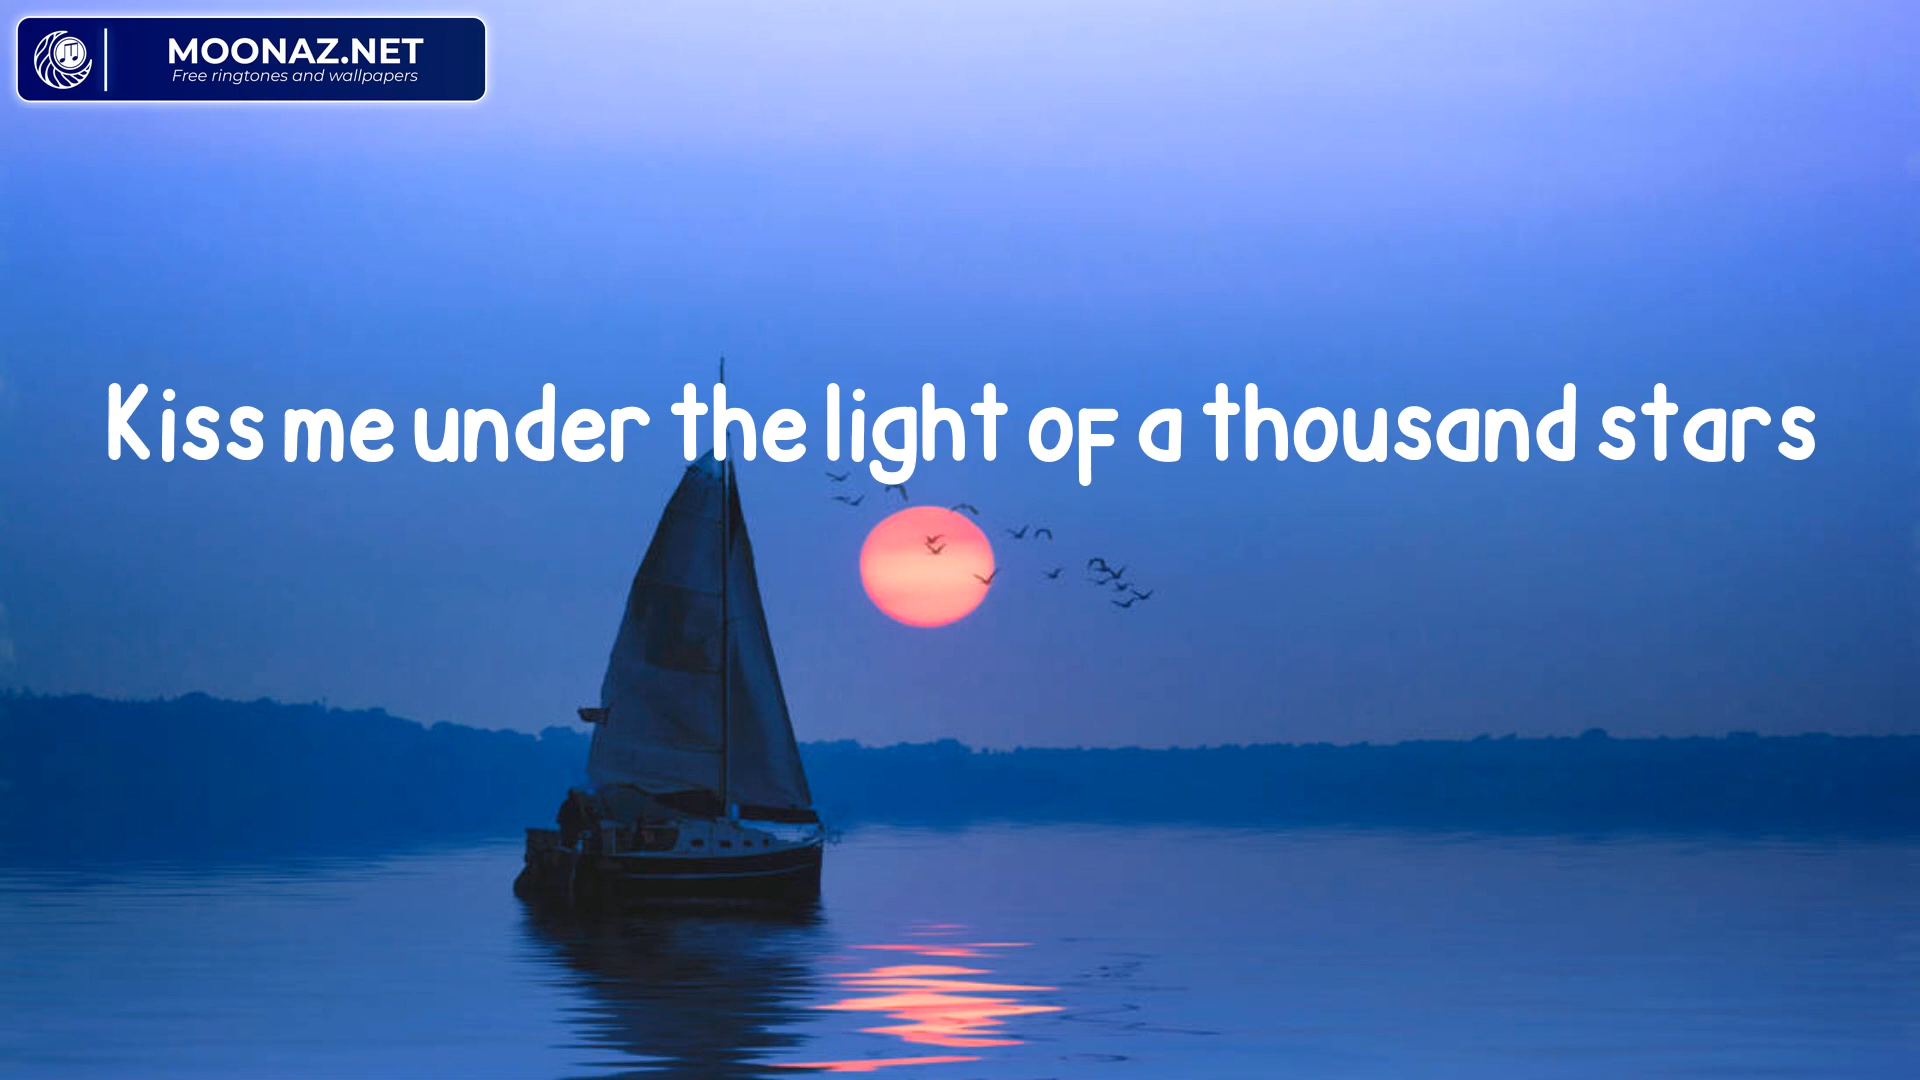 MOONAZ.NET
Free ringtones and wallpapers
Kiss me under the light of a thousand stars